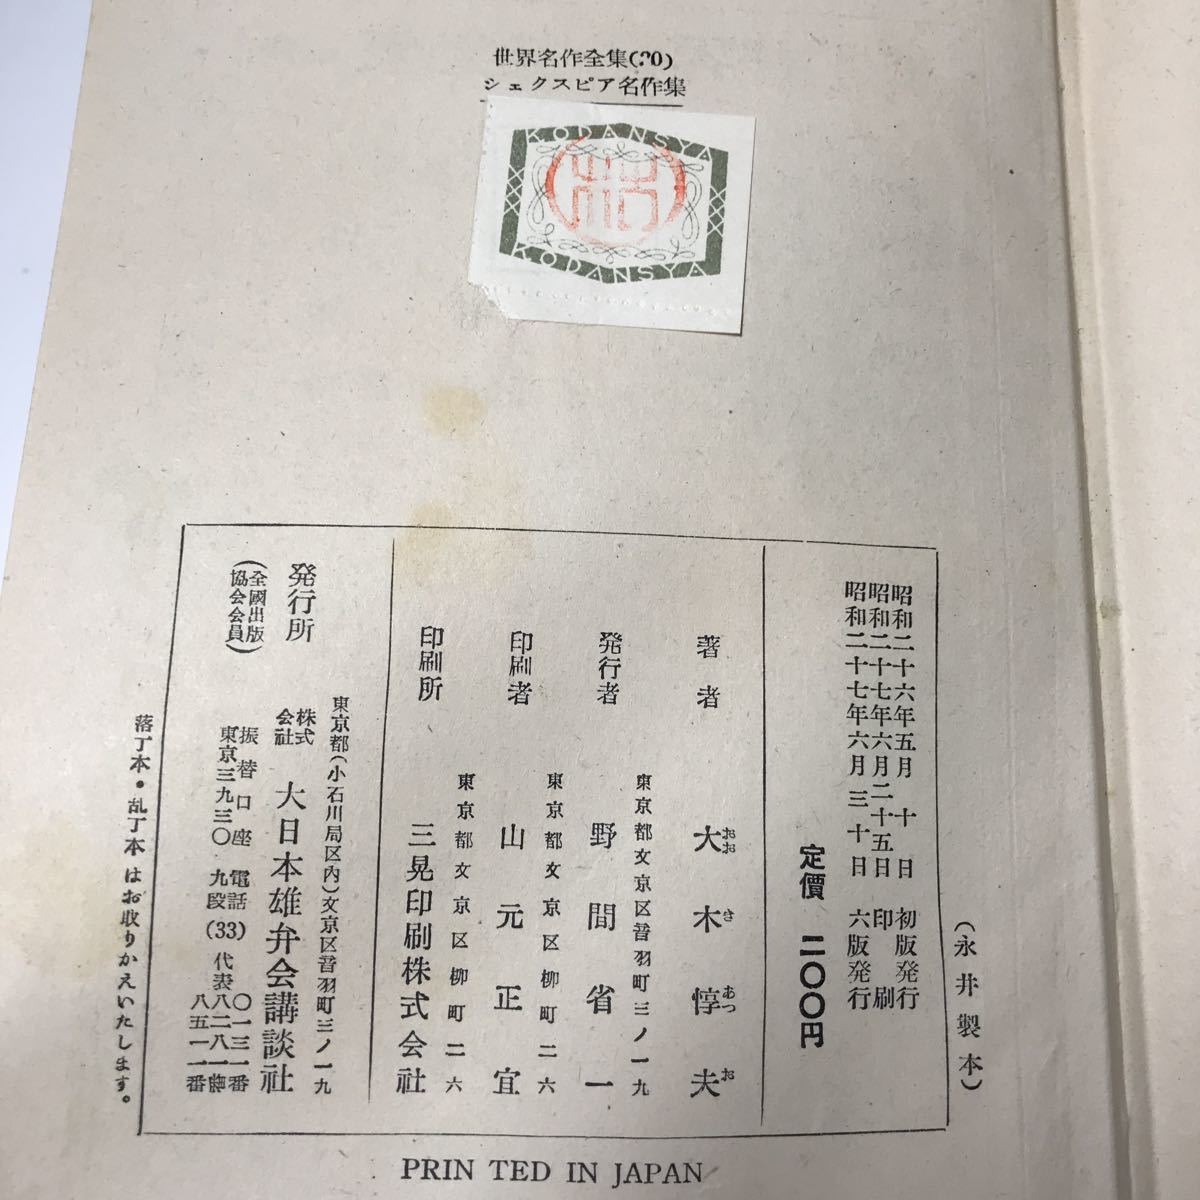 世界名作全集(30)
シェクスピア名作集
KODANSYA
KODANSYA
(永井製本)
昭和二十六年五月十日 初版発行
昭和二十七年六月二十五日 印刷
昭和二十七年六月三十日 六版発行
定價 二〇〇円
著者 大木惇夫
おおきあつお
東京都文京区音羽町三ノ一九
発行者 野間省一
東京都文京区柳町二六
印刷者 山元正宜
東京都文京区柳町二六
印刷所 三晃印刷株式会社
東京都(小石川局区内)文京区音羽町三ノ一九
発行所 株式会社 大日本雄弁会講談社
(全國出版協会会員)
振替口座 東京三九三〇
電話 九段(33) 代表
〇一三一番
八二八一番
八五一一番
落丁本・乱丁本はお取りかえいたします。
PRIN TED IN JAPAN